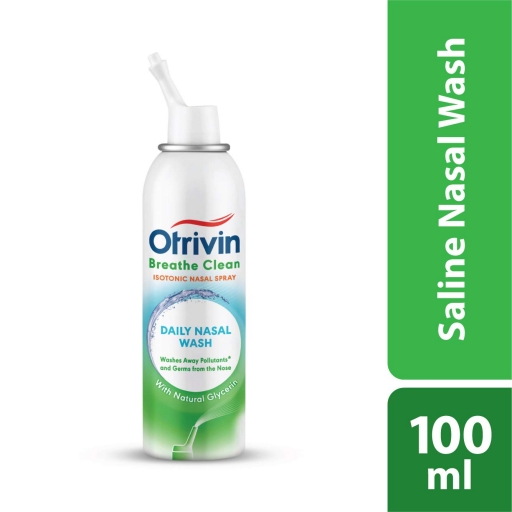 Otrivin
Breathe Clean
ISOTONIC NASAL SPRAY
DAILY NASAL
WASH
Washes Away Pollutants*
and Germs from the Nose
With Natural Glycerin
Saline Nasal Wash
100
ml